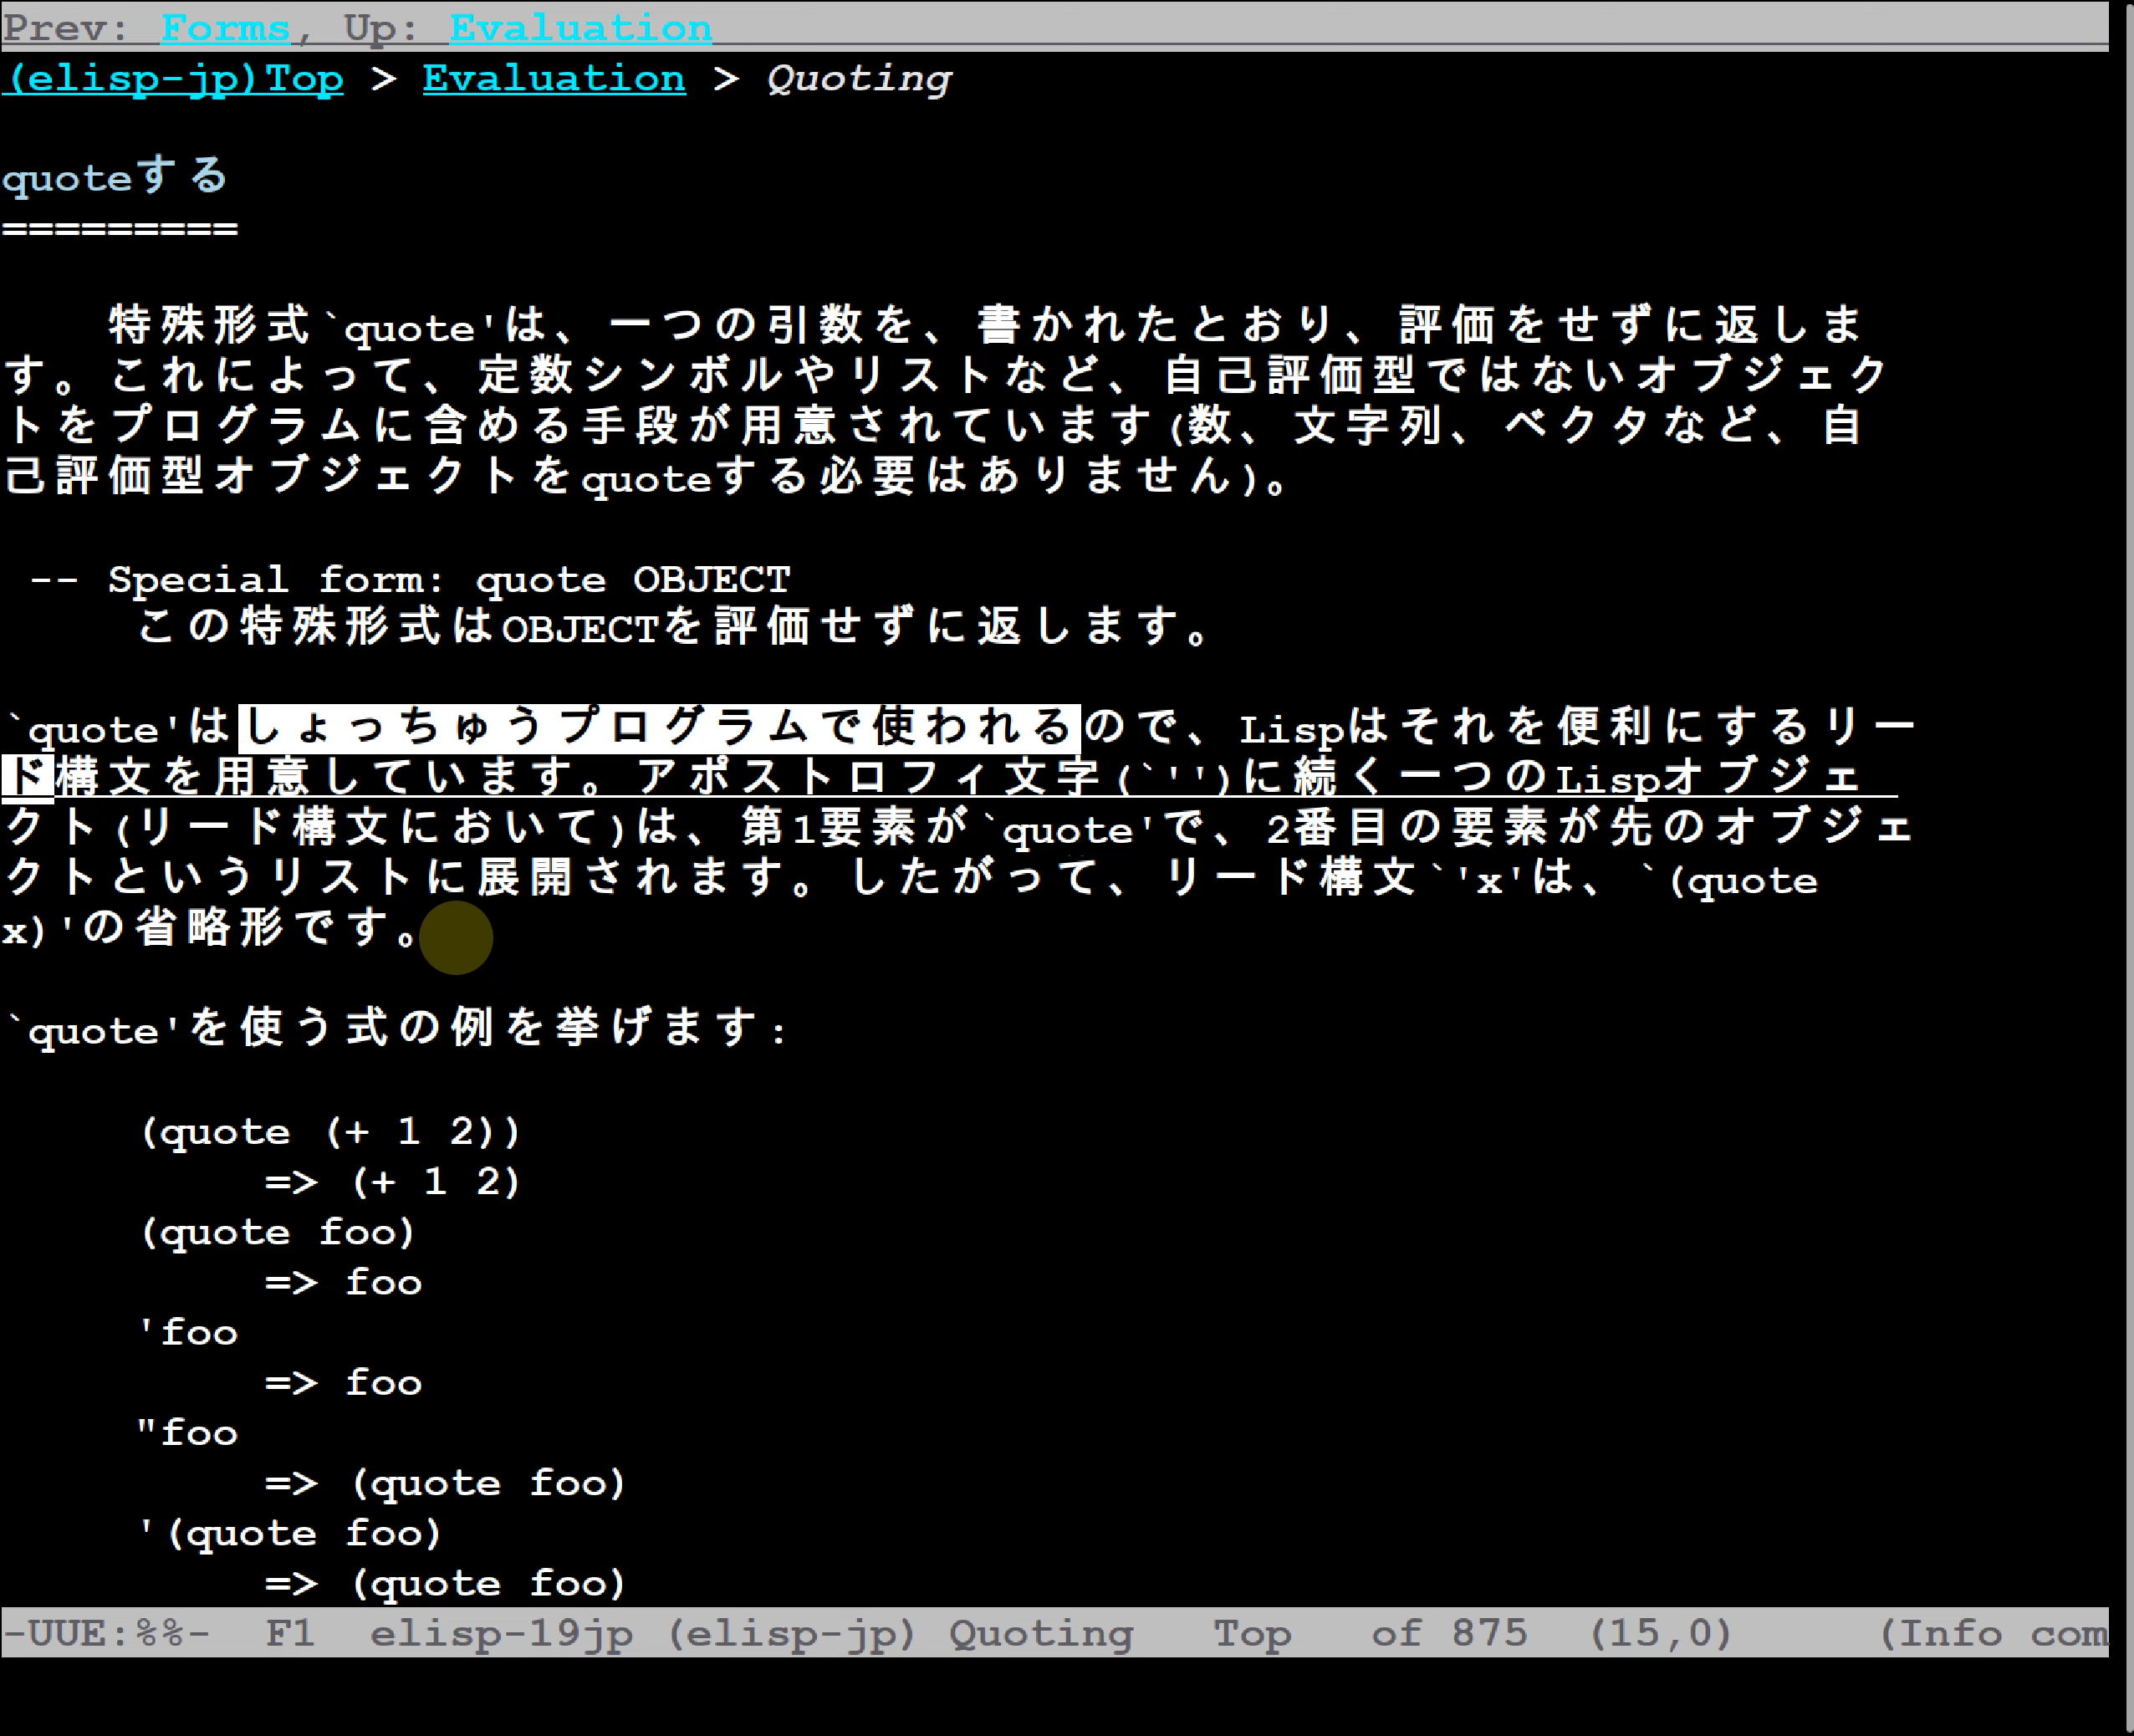 Prev: Forms, Up: Evaluation
(elisp-jp)Top > Evaluation > Quoting
quoteする
=========
特殊形式`quote'は、一つの引数を、書かれたとおり、評価をせずに返しま
す。これによって、定数シンボルやリストなど、自己評価型ではないオブジェク
トをプログラムに含める手段が用意されています(数、文字列、ベクタなど、自
己評価型オブジェクトをquoteする必要はありません)。
-- Special form: quote OBJECT
この特殊形式はOBJECTを評価せずに返します。
`quote'はしょっちゅうプログラムで使われるので、Lispはそれを便利にするリー
ド構文を用意しています。アポストロフィ文字(`'')に続く一つのLispオブジェ
クト(リード構文において)は、第1要素が`quote'で、2番目の要素が先のオブジェ
クトというリストに展開されます。したがって、リード構文`'x'は、`(quote
x)'の省略形です。
`quote'を使う式の例を挙げます:
(quote (+ 1 2))
=> (+ 1 2)
(quote foo)
=> foo
'foo
=> foo
"foo
=> (quote foo)
'(quote foo)
=> (quote foo)
-UUE:%%-  F1  elisp-19jp (elisp-jp) Quoting   Top   of 875  (15,0)     (Info com